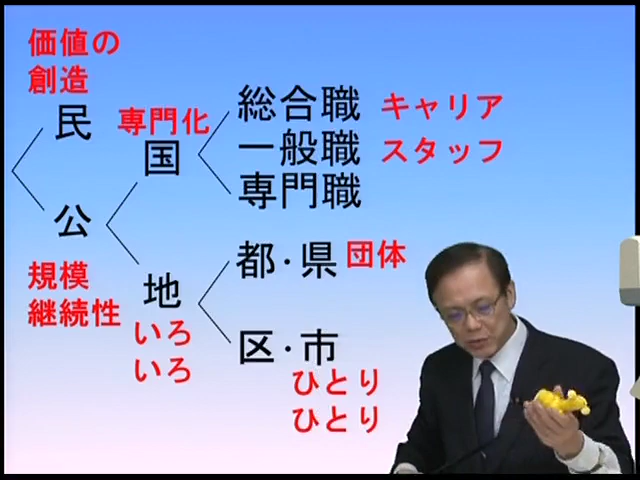 価値の
創造
民
専門化
国
総合職 キャリア
一般職 スタッフ
専門職
公
規模
継続性
地
いろ
いろ
都・県 団体
区・市
ひとり
ひとり